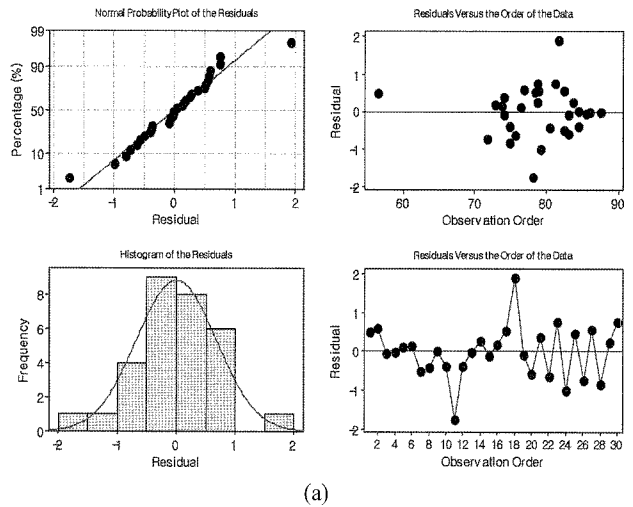 Normal Probability Plot of the Residuals
99
90
50
10
1
Percentage (%)
-2 -1 0 1 2
Residual
Residuals Versus the Order of the Data
2
1
0
-1
-2
Residual
60 70 80 90
Observation Order
Histogram of the Residuals
8
6
4
2
0
Frequency
-2 -1 0 1 2
Residual
Residuals Versus the Order of the Data
2
1
0
-1
-2
Residual
2 4 6 8 10 12 14 16 18 20 22 24 26 28 30
Observation Order
(a)